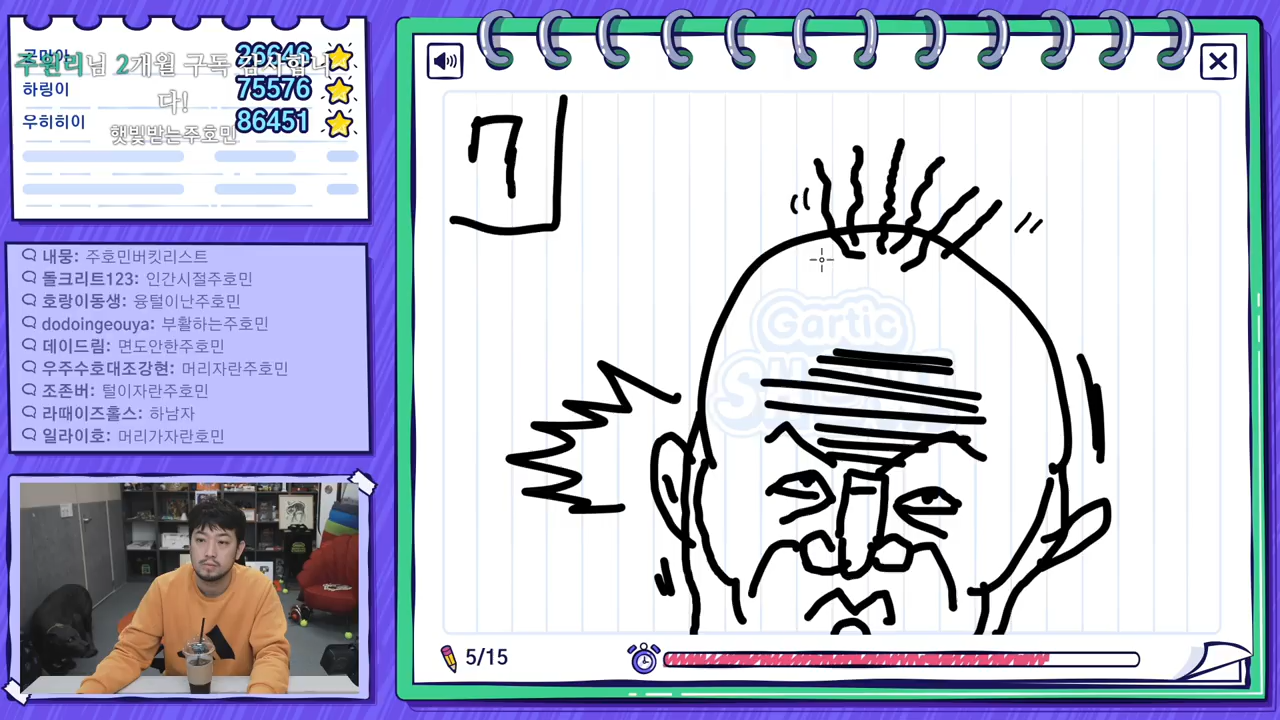 주원리님 2개월 구독 감사합니
다!
햇빛받는주호민
26646
하링이 75576
우히히이 86451
내뭉: 주호민버킷리스트
돌크리트123: 인간시절주호민
호랑이동생: 융털이난주호민
dodoingeouya: 부활하는주호민
데이드림: 면도안한주호민
우주수호대조강현: 머리자란주호민
조존버: 털이자란주호민
라때이즈홀스: 하남자
일라이호: 머리가자란호민
7
Gartic
SHOW!
5/15